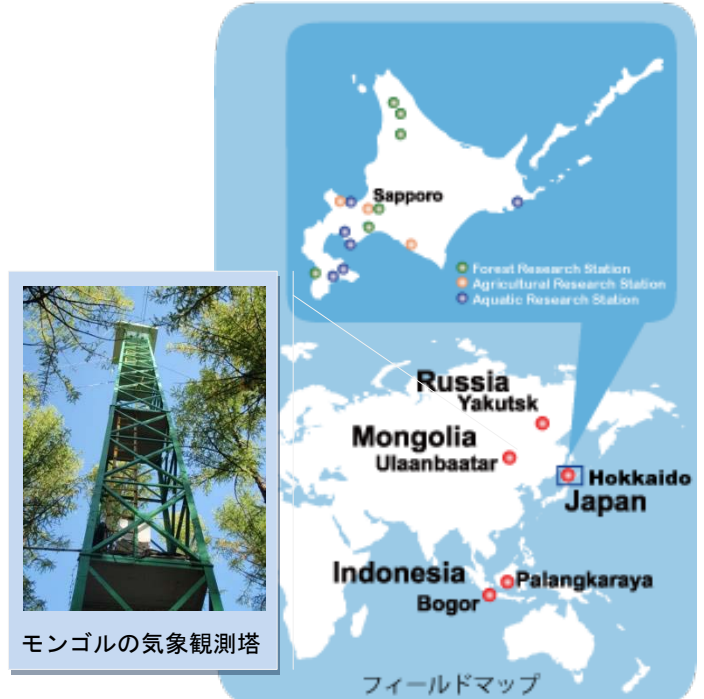 Sapporo
Forest Research Station
Agricultural Research Station
Aquatic Research Station
Russia
Yakutsk
Mongolia
Ulaanbaatar
Hokkaido
Japan
Indonesia
Palangkaraya
Bogor
モンゴルの気象観測塔
フィールドマップ